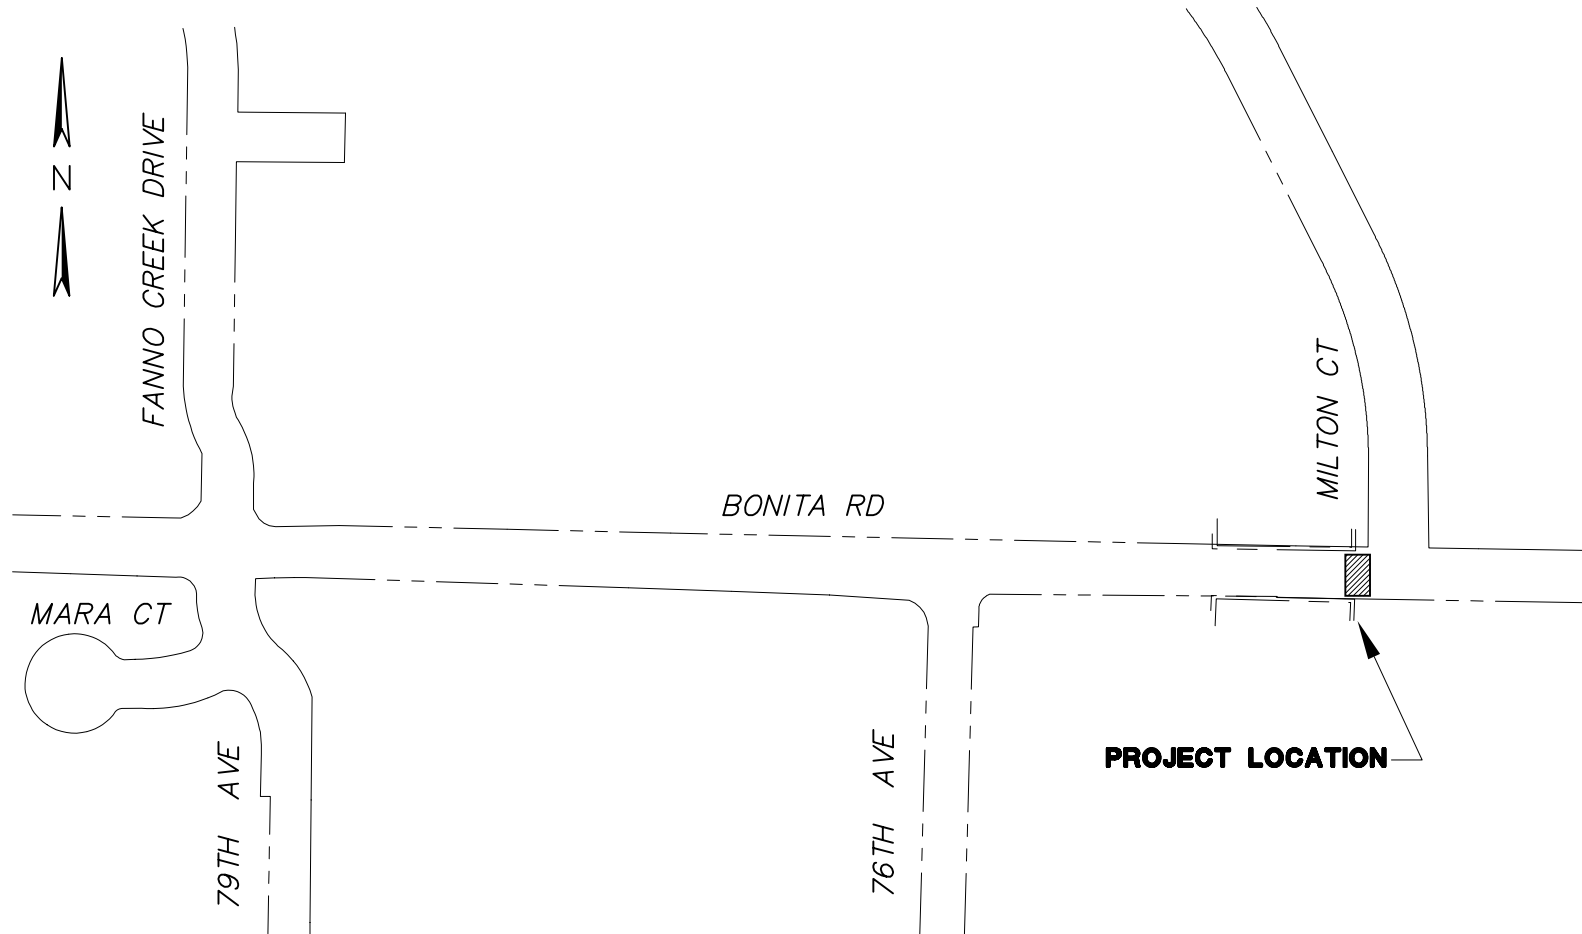 N
FANNO CREEK DRIVE
MILTON CT
BONITA RD
MARA CT
79TH AVE
76TH AVE
PROJECT LOCATION